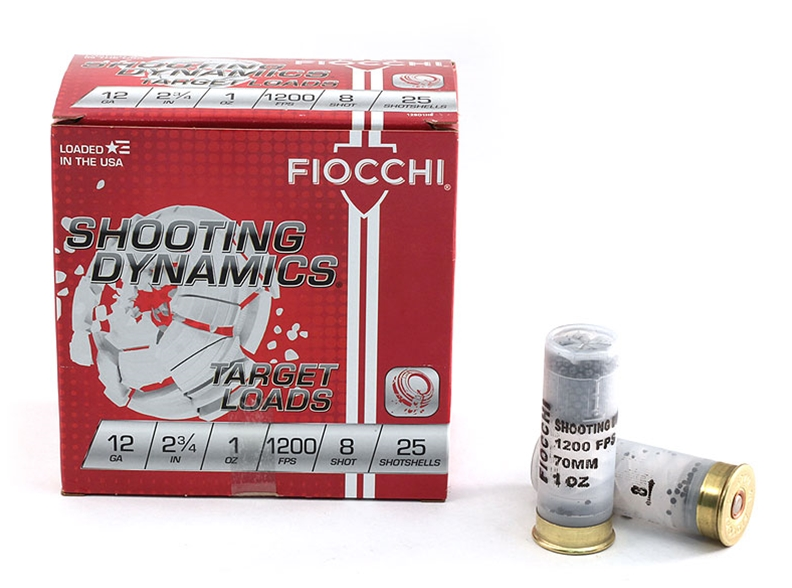 FIOCCHI
SHOOTING
DYNAMICS
TARGET LOADS
12 GA 2 3/4 IN 1 OZ 1200 FPS 8 SHOT 25 SHOTSHELLS
LOADED
IN THE USA
FIOCCHI®
SHOOTING
DYNAMICS
TARGET
LOADS
12 GA 2 3/4 IN 1 OZ 1200 FPS 8 SHOT 25 SHOTSHELLS
FIOCCHI
SHOOTING
1200 FPS
70MM
1 OZ
8